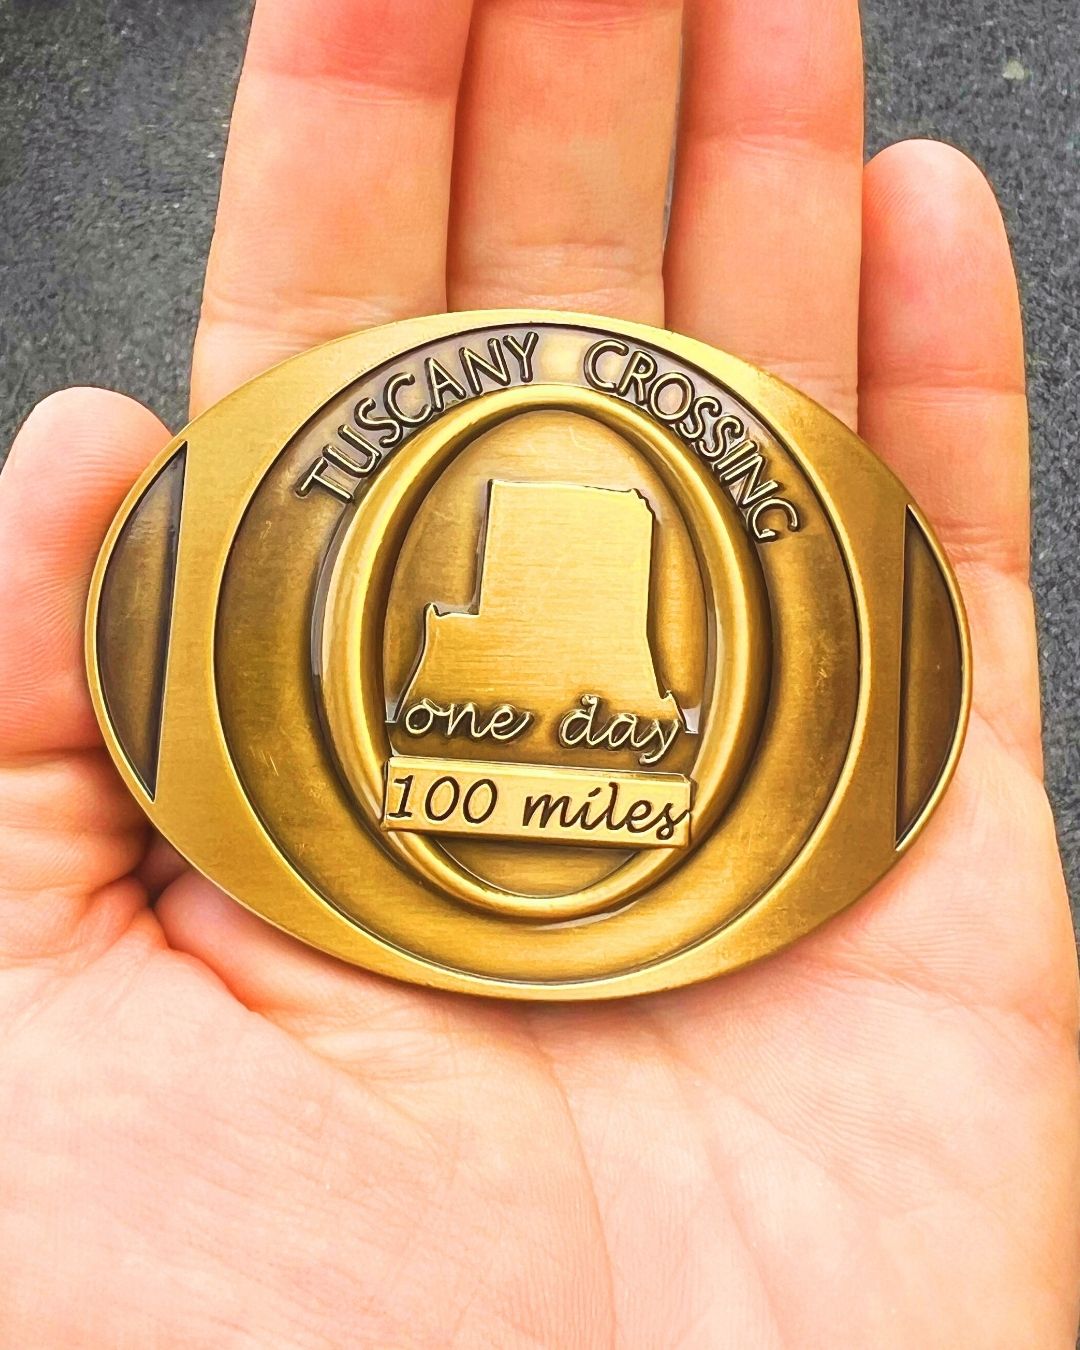 TUSCANY CROSSING
one day
100 miles